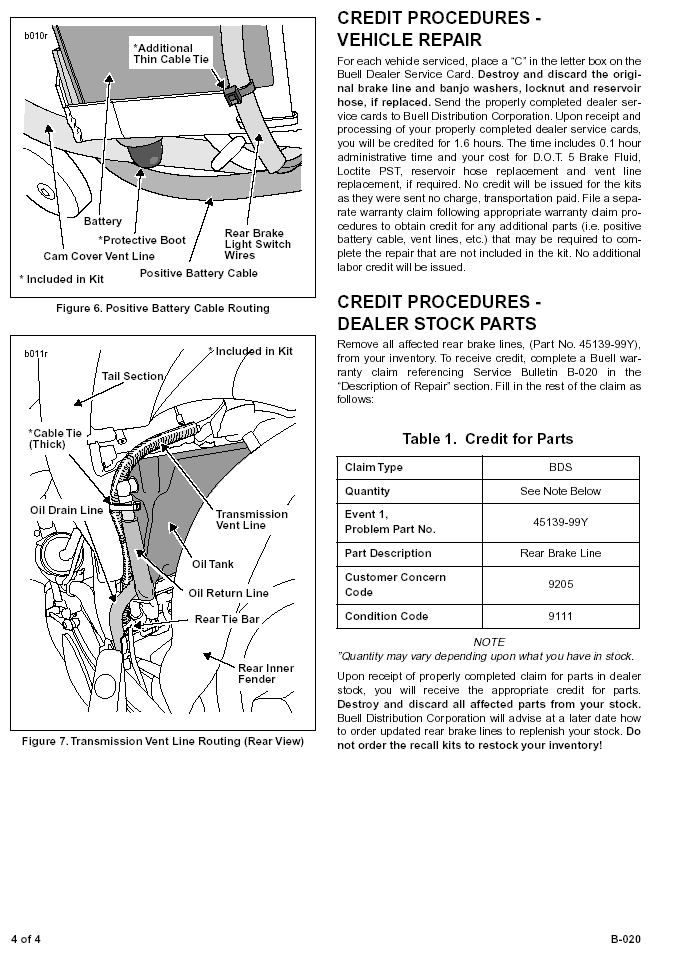 b010r
*Additional
Thin Cable Tie
Battery
*Protective Boot
Rear Brake
Light Switch
Wires
Cam Cover Vent Line
Positive Battery Cable
* Included in Kit
Figure 6. Positive Battery Cable Routing
b011r
* Included in Kit
Tail Section
*Cable Tie
(Thick)
Oil Drain Line
Transmission
Vent Line
Oil Tank
Oil Return Line
Rear Tie Bar
Rear Inner
Fender
Figure 7. Transmission Vent Line Routing (Rear View)
CREDIT PROCEDURES -
VEHICLE REPAIR
For each vehicle serviced, place a “C” in the letter box on the
Buell Dealer Service Card. Destroy and discard the origi-
nal brake line and banjo washers, locknut and reservoir
hose, if replaced. Send the properly completed dealer ser-
vice cards to Buell Distribution Corporation. Upon receipt and
processing of your properly completed dealer service cards,
you will be credited for 1.6 hours. The time includes 0.1 hour
administrative time and your cost for D.O.T. 5 Brake Fluid,
Loctite PST, reservoir hose replacement and vent line
replacement, if required. No credit will be issued for the kits
as they were sent no charge, transportation paid. File a sepa-
rate warranty claim following appropriate warranty claim pro-
cedures to obtain credit for any additional parts (i.e. positive
battery cable, vent lines, etc.) that may be required to com-
plete the repair that are not included in the kit. No additional
labor credit will be issued.
CREDIT PROCEDURES -
DEALER STOCK PARTS
Remove all affected rear brake lines, (Part No. 45139-99Y),
from your inventory. To receive credit, complete a Buell war-
ranty claim referencing Service Bulletin B-020 in the
“Description of Repair” section. Fill in the rest of the claim as
follows:
Table 1. Credit for Parts
Claim Type BDS
Quantity See Note Below
Event 1,
Problem Part No. 45139-99Y
Part Description Rear Brake Line
Customer Concern
Code 9205
Condition Code 9111
NOTE
”Quantity may vary depending upon what you have in stock.
Upon receipt of properly completed claim for parts in dealer
stock, you will receive the appropriate credit for parts.
Destroy and discard all affected parts from your stock.
Buell Distribution Corporation will advise at a later date how
to order updated rear brake lines to replenish your stock. Do
not order the recall kits to restock your inventory!
4 of 4
B-020